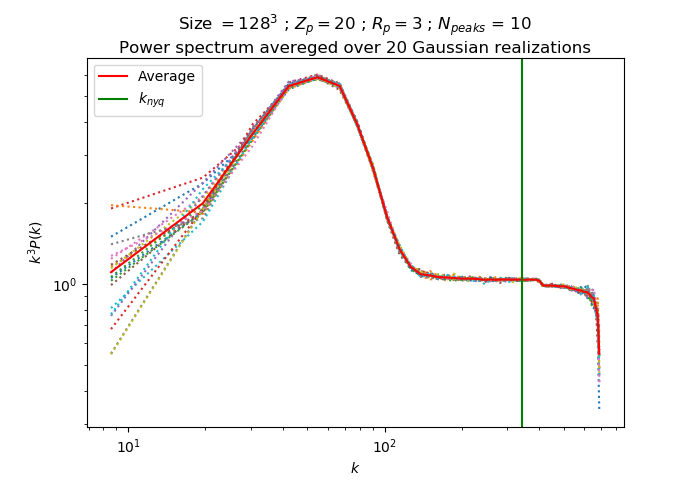 Size $= 128^3$ ; $Z_p = 20$ ; $R_p = 3$ ; $N_{peaks}$ = 10
Power spectrum avereged over 20 Gaussian realizations
Average
$k_{nyq}$
$k^3P(k)$
$10^0$
$10^1$
$10^2$
$k$